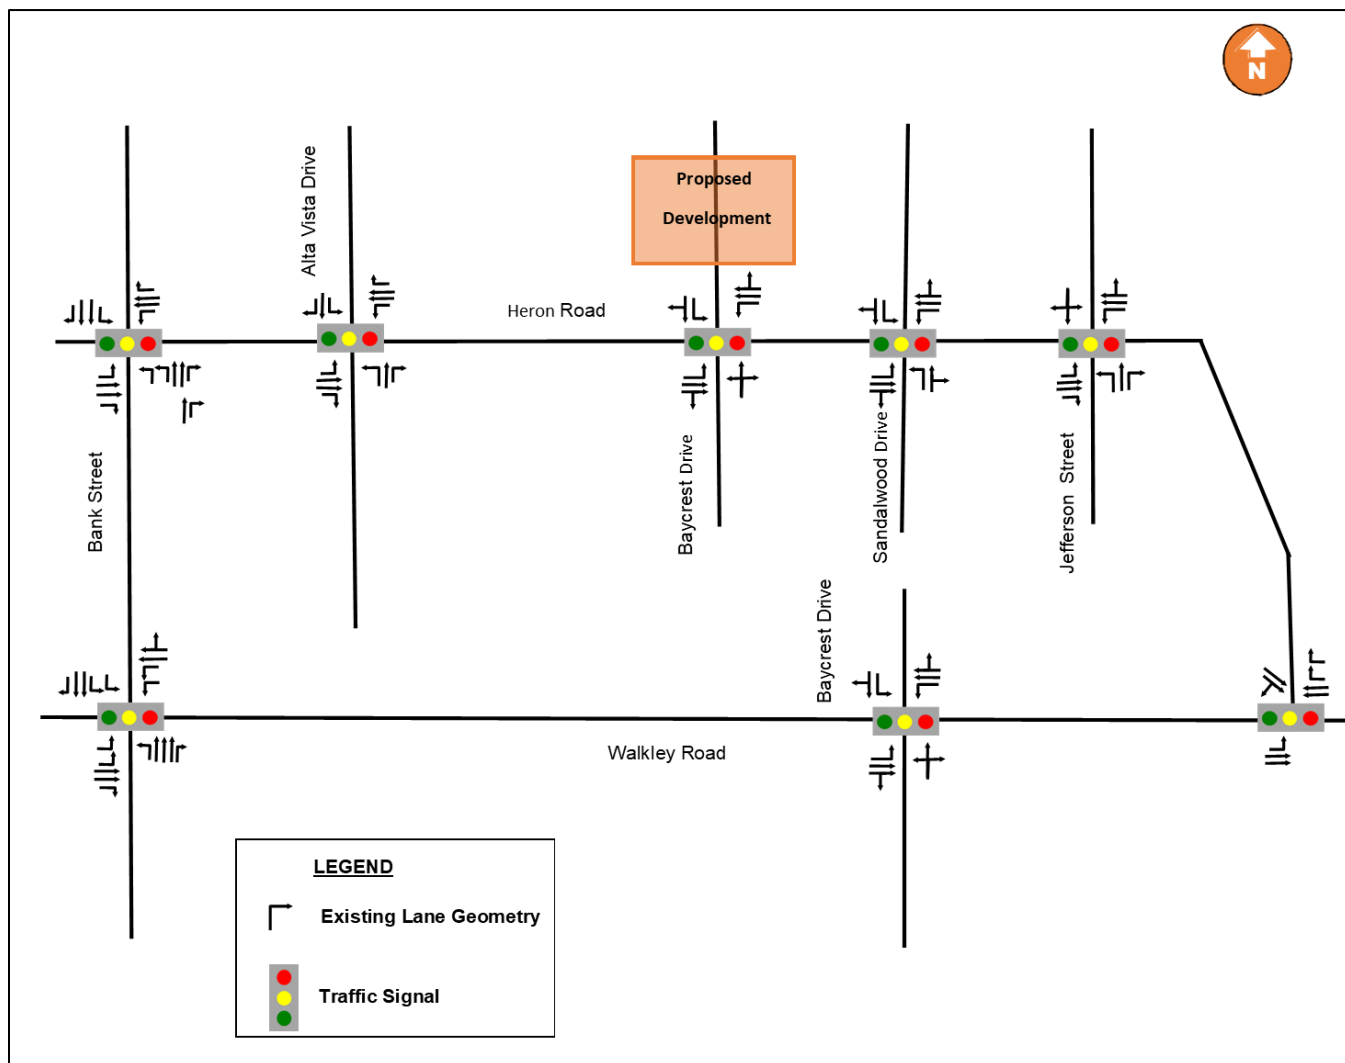 N
Proposed
Development
Alta Vista Drive
Heron Road
Bank Street
Baycrest Drive
Sandalwood Drive
Jefferson Street
Baycrest Drive
Walkley Road
LEGEND
Existing Lane Geometry
Traffic Signal